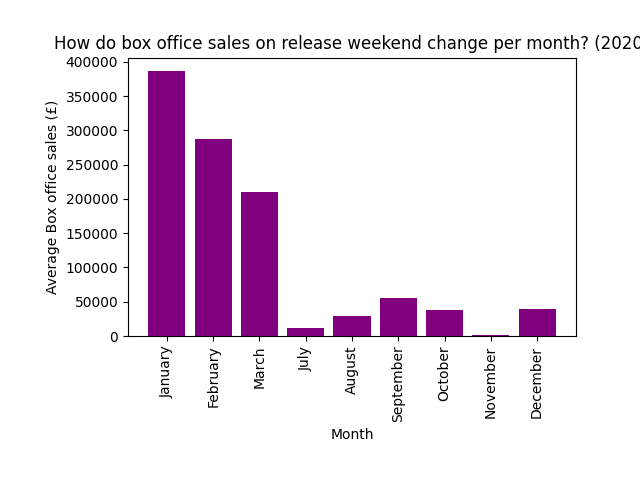 How do box office sales on release weekend change per month? (2020
400000
350000
300000
250000
200000
150000
100000
50000
0
Average Box office sales (£)
January
February
March
July
August
September
October
November
December
Month